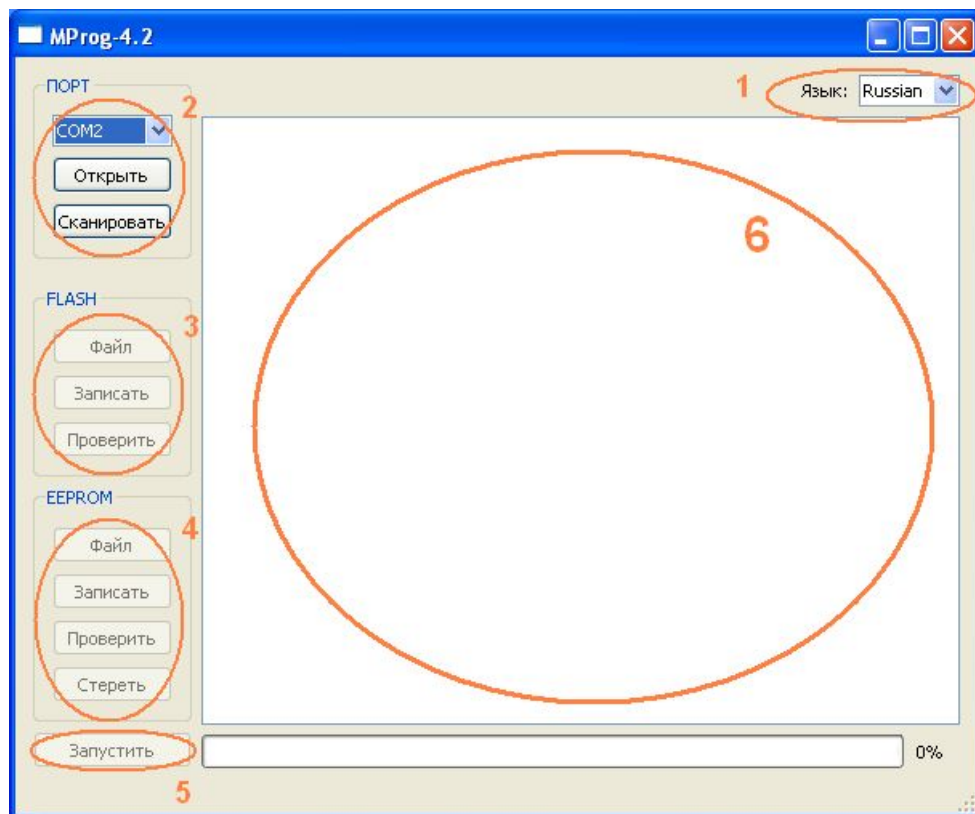 MProg-4.2
ПОРТ
1
Язык: Russian
2
COM2
Открыть
Сканировать
6
FLASH
3
Файл
Записать
Проверить
EEPROM
4
Файл
Записать
Проверить
Стереть
Запустить
0%
5